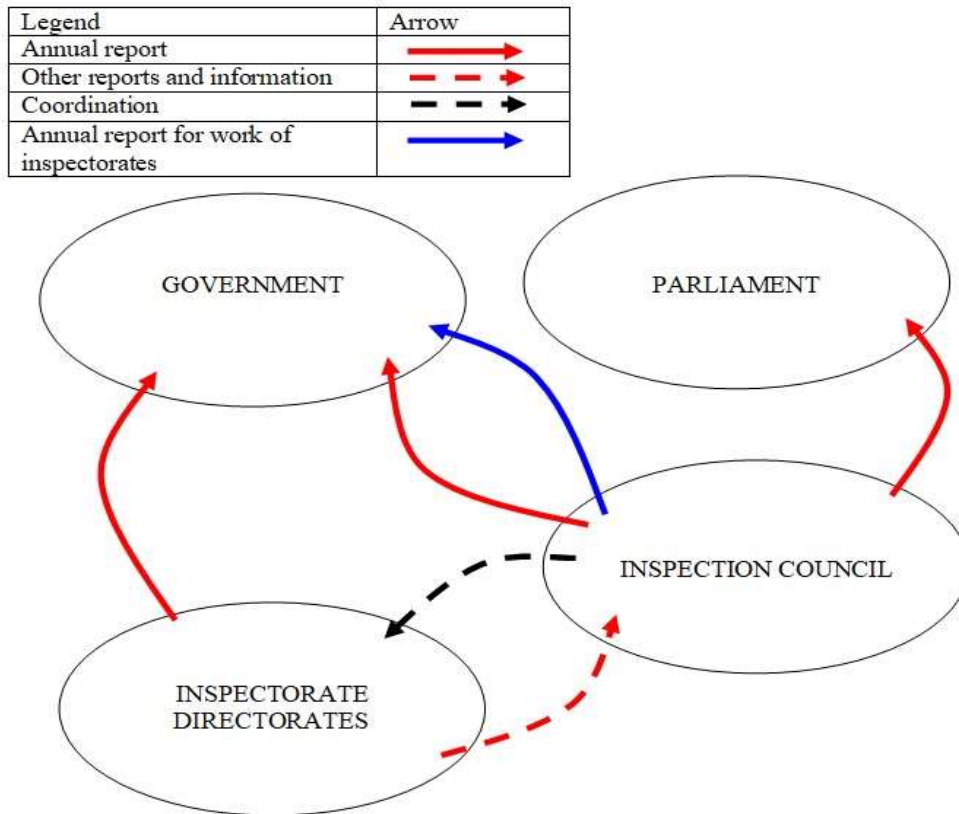 Legend Arrow
Annual report
Other reports and information
Coordination
Annual report for work of
inspectorates
GOVERNMENT
PARLIAMENT
INSPECTION COUNCIL
INSPECTORATE
DIRECTORATES